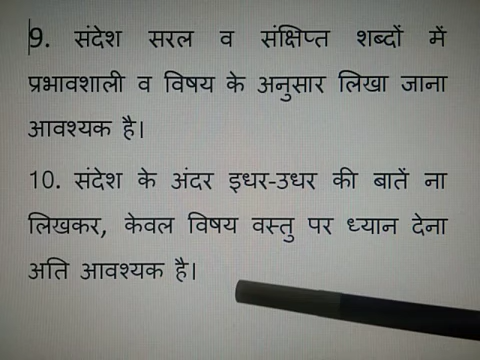 9. संदेश सरल व संक्षिप्त शब्दों में
प्रभावशाली व विषय के अनुसार लिखा जाना
आवश्यक है।
10. संदेश के अंदर इधर-उधर की बातें ना
लिखकर, केवल विषय वस्तु पर ध्यान देना
अति आवश्यक है।